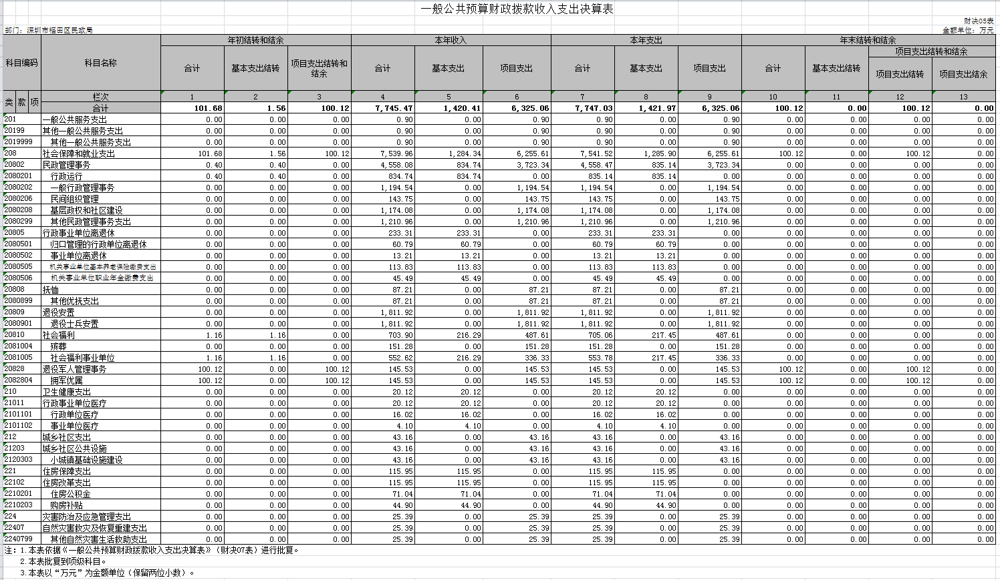 一般公共预算财政拨款收入支出决算表
财决05表
部门：深圳市福田区民政局 金额单位：万元
科目编码 科目名称 年初结转和结余 本年收入 本年支出 年末结转和结余
合计 基本支出结转 项目支出结转和结余 合计 基本支出 项目支出 合计 基本支出 项目支出 合计 基本支出结转 项目支出结转和结余
项目支出结转 项目支出结余
类 款 项 栏次 1 2 3 4 5 6 7 8 9 10 11 12 13
合计 101.68 1.56 100.12 7,745.47 1,420.41 6,325.06 7,747.03 1,421.97 6,325.06 100.12 0.00 100.12 0.00
201 一般公共服务支出 0.00 0.00 0.00 0.90 0.00 0.90 0.90 0.00 0.90 0.00 0.00 0.00 0.00
20199 其他一般公共服务支出 0.00 0.00 0.00 0.90 0.00 0.90 0.90 0.00 0.90 0.00 0.00 0.00 0.00
2019999 其他一般公共服务支出 0.00 0.00 0.00 0.90 0.00 0.90 0.90 0.00 0.90 0.00 0.00 0.00 0.00
208 社会保障和就业支出 101.68 1.56 100.12 7,539.96 1,284.34 6,255.61 7,541.52 1,285.90 6,255.61 100.12 0.00 100.12 0.00
20802 民政管理事务 0.40 0.40 0.00 4,558.08 834.74 3,723.34 4,558.47 835.14 3,723.34 0.00 0.00 0.00 0.00
2080201 行政运行 0.40 0.40 0.00 834.74 834.74 0.00 835.14 835.14 0.00 0.00 0.00 0.00 0.00
2080202 一般行政管理事务 0.00 0.00 0.00 1,194.54 0.00 1,194.54 1,194.54 0.00 1,194.54 0.00 0.00 0.00 0.00
2080206 民间组织管理 0.00 0.00 0.00 143.75 0.00 143.75 143.75 0.00 143.75 0.00 0.00 0.00 0.00
2080208 基层政权和社区建设 0.00 0.00 0.00 1,174.08 0.00 1,174.08 1,174.08 0.00 1,174.08 0.00 0.00 0.00 0.00
2080299 其他民政管理事务支出 0.00 0.00 0.00 1,210.96 0.00 1,210.96 1,210.96 0.00 1,210.96 0.00 0.00 0.00 0.00
20805 行政事业单位离退休 0.00 0.00 0.00 233.31 233.31 0.00 233.31 233.31 0.00 0.00 0.00 0.00 0.00
2080501 归口管理的行政单位离退休 0.00 0.00 0.00 60.79 60.79 0.00 60.79 60.79 0.00 0.00 0.00 0.00 0.00
2080502 事业单位离退休 0.00 0.00 0.00 13.21 13.21 0.00 13.21 13.21 0.00 0.00 0.00 0.00 0.00
2080505 机关事业单位基本养老保险缴费支出 0.00 0.00 0.00 113.83 113.83 0.00 113.83 113.83 0.00 0.00 0.00 0.00 0.00
2080506 机关事业单位职业年金缴费支出 0.00 0.00 0.00 45.49 45.49 0.00 45.49 45.49 0.00 0.00 0.00 0.00 0.00
20808 抚恤 0.00 0.00 0.00 87.21 0.00 87.21 87.21 0.00 87.21 0.00 0.00 0.00 0.00
2080899 其他优抚支出 0.00 0.00 0.00 87.21 0.00 87.21 87.21 0.00 87.21 0.00 0.00 0.00 0.00
20809 退役安置 0.00 0.00 0.00 1,811.92 0.00 1,811.92 1,811.92 0.00 1,811.92 0.00 0.00 0.00 0.00
2080901 退役士兵安置 0.00 0.00 0.00 1,811.92 0.00 1,811.92 1,811.92 0.00 1,811.92 0.00 0.00 0.00 0.00
20810 社会福利 1.16 1.16 0.00 703.90 216.29 487.61 705.06 217.45 487.61 0.00 0.00 0.00 0.00
2081004 殡葬 0.00 0.00 0.00 151.28 0.00 151.28 151.28 0.00 151.28 0.00 0.00 0.00 0.00
2081005 社会福利事业单位 1.16 1.16 0.00 552.62 216.29 336.33 553.78 217.45 336.33 0.00 0.00 0.00 0.00
20828 退役军人管理事务 100.12 0.00 100.12 145.53 0.00 145.53 145.53 0.00 145.53 100.12 0.00 100.12 0.00
2082804 拥军优属 100.12 0.00 100.12 145.53 0.00 145.53 145.53 0.00 145.53 100.12 0.00 100.12 0.00
210 卫生健康支出 0.00 0.00 0.00 20.12 20.12 0.00 20.12 20.12 0.00 0.00 0.00 0.00 0.00
21011 行政事业单位医疗 0.00 0.00 0.00 20.12 20.12 0.00 20.12 20.12 0.00 0.00 0.00 0.00 0.00
2101101 行政单位医疗 0.00 0.00 0.00 16.02 16.02 0.00 16.02 16.02 0.00 0.00 0.00 0.00 0.00
2101102 事业单位医疗 0.00 0.00 0.00 4.10 4.10 0.00 4.10 4.10 0.00 0.00 0.00 0.00 0.00
212 城乡社区支出 0.00 0.00 0.00 43.16 0.00 43.16 43.16 0.00 43.16 0.00 0.00 0.00 0.00
21203 城乡社区公共设施 0.00 0.00 0.00 43.16 0.00 43.16 43.16 0.00 43.16 0.00 0.00 0.00 0.00
2120303 小城镇基础设施建设 0.00 0.00 0.00 43.16 0.00 43.16 43.16 0.00 43.16 0.00 0.00 0.00 0.00
221 住房保障支出 0.00 0.00 0.00 115.95 115.95 0.00 115.95 115.95 0.00 0.00 0.00 0.00 0.00
22102 住房改革支出 0.00 0.00 0.00 115.95 115.95 0.00 115.95 115.95 0.00 0.00 0.00 0.00 0.00
2210201 住房公积金 0.00 0.00 0.00 71.04 71.04 0.00 71.04 71.04 0.00 0.00 0.00 0.00 0.00
2210203 购房补贴 0.00 0.00 0.00 44.90 44.90 0.00 44.90 44.90 0.00 0.00 0.00 0.00 0.00
224 灾害防治及应急管理支出 0.00 0.00 0.00 25.39 0.00 25.39 25.39 0.00 25.39 0.00 0.00 0.00 0.00
22407 自然灾害救灾及恢复重建支出 0.00 0.00 0.00 25.39 0.00 25.39 25.39 0.00 25.39 0.00 0.00 0.00 0.00
2240799 其他自然灾害生活救助支出 0.00 0.00 0.00 25.39 0.00 25.39 25.39 0.00 25.39 0.00 0.00 0.00 0.00
注：1.本表依据《一般公共预算财政拨款收入支出决算表》（财决07表）进行批复。
2.本表批复到项级科目。
3.本表以“万元”为金额单位（保留两位小数）。